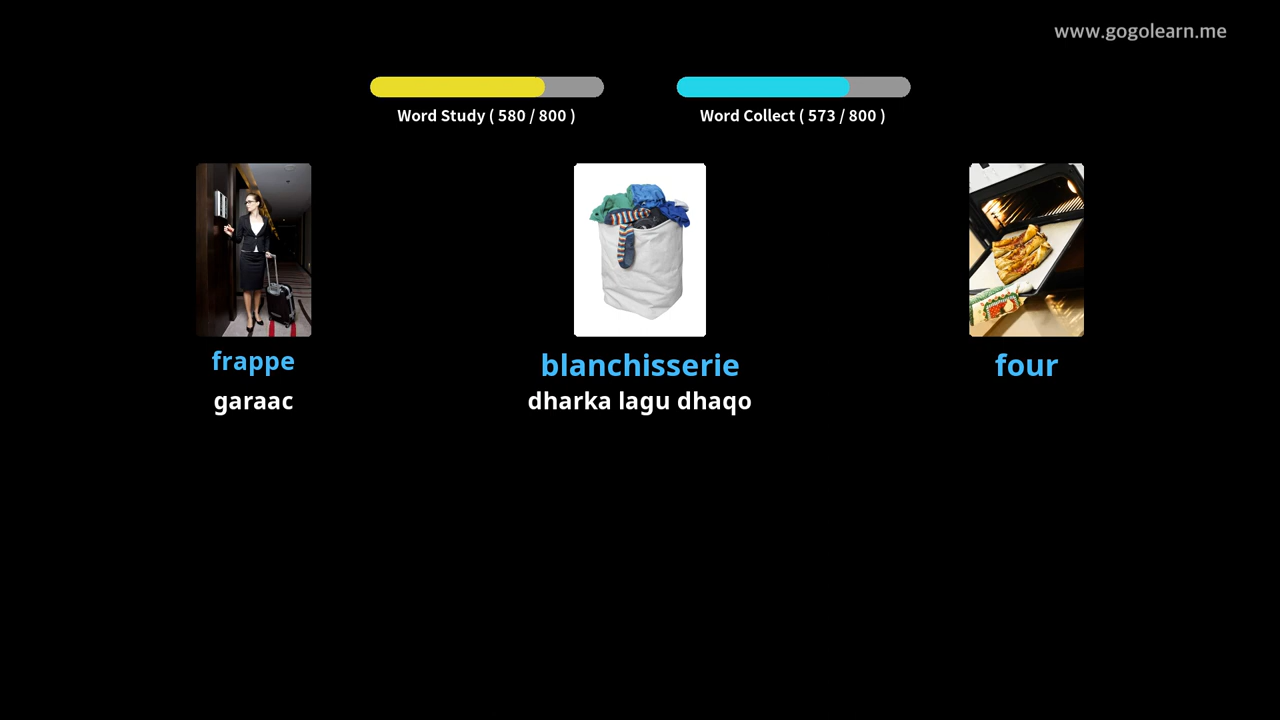 www.gogolearn.me
Word Study ( 580 / 800 )
Word Collect ( 573 / 800 )
frappe
blanchisserie
four
garaac
dharka lagu dhaqo